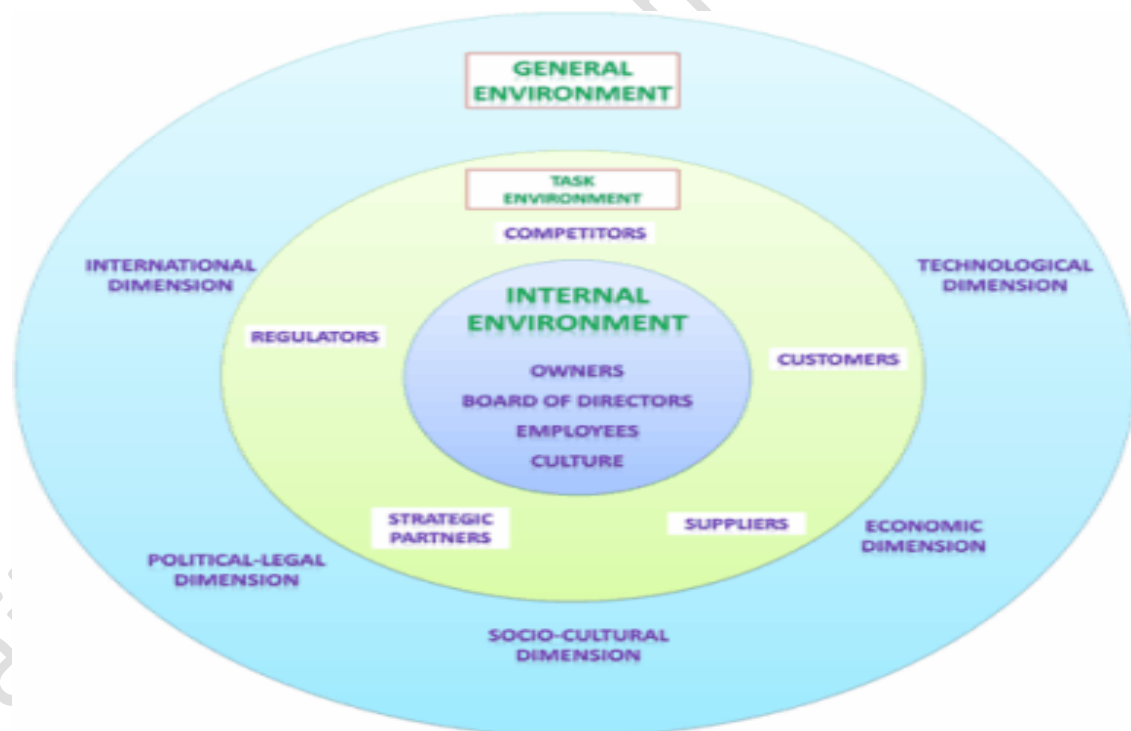 GENERAL
ENVIRONMENT
TASK
ENVIRONMENT
COMPETITORS
INTERNATIONAL
DIMENSION
TECHNOLOGICAL
DIMENSION
INTERNAL
ENVIRONMENT
REGULATORS
CUSTOMERS
OWNERS
BOARD OF DIRECTORS
EMPLOYEES
CULTURE
STRATEGIC
PARTNERS
SUPPLIERS
ECONOMIC
DIMENSION
POLITICAL-LEGAL
DIMENSION
SOCIO-CULTURAL
DIMENSION